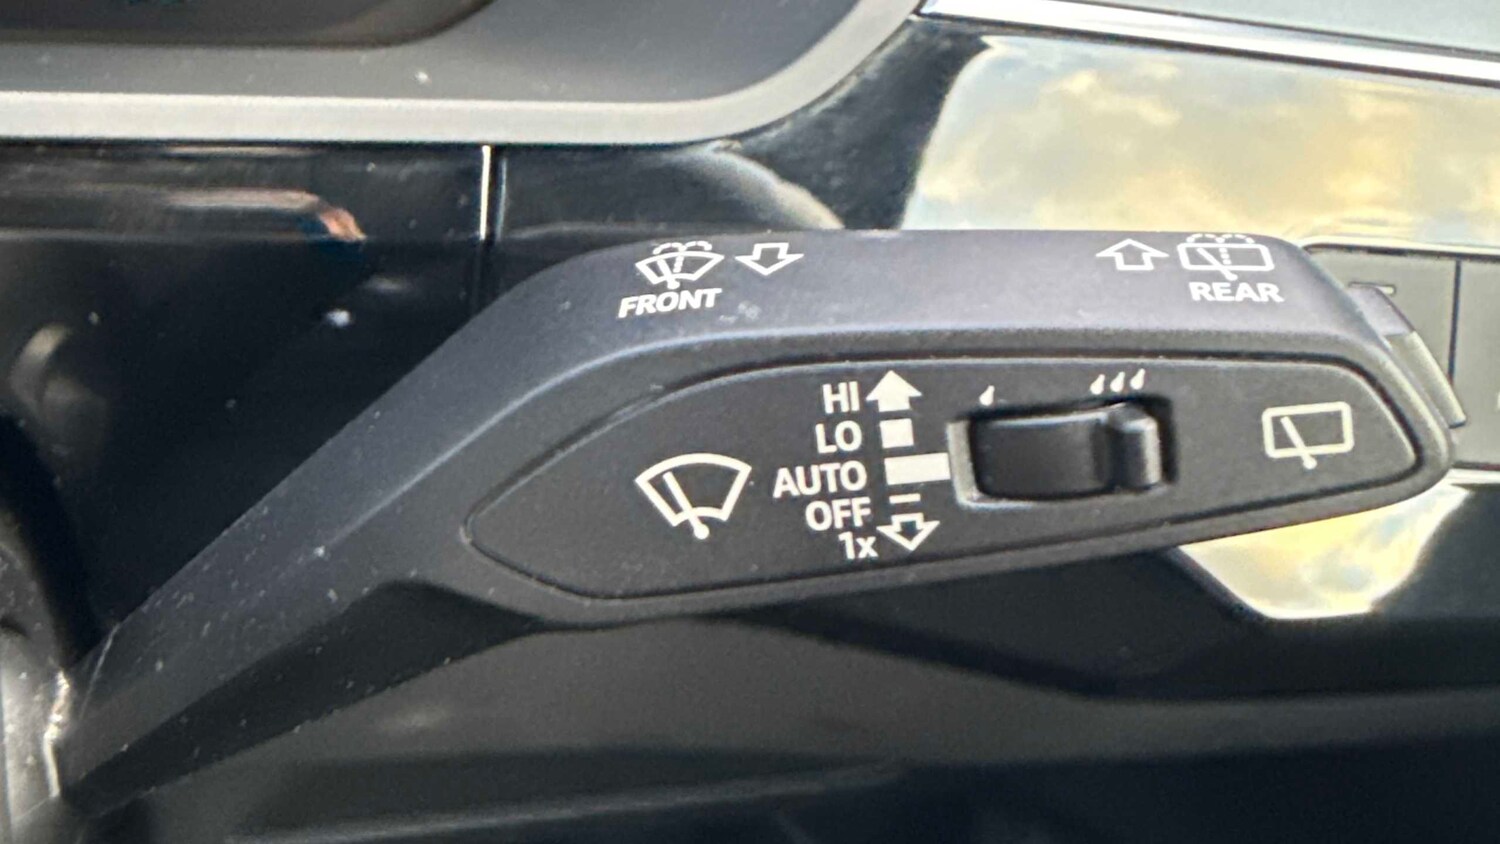 FRONT
REAR
HI
LO
AUTO
OFF
1x